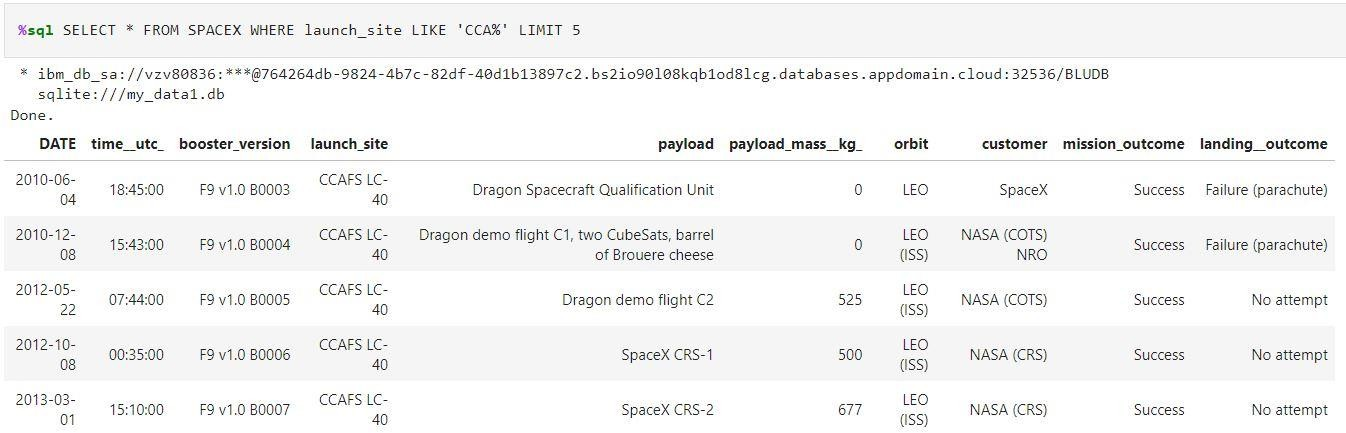 %sql SELECT * FROM SPACEX WHERE launch_site LIKE 'CCA%' LIMIT 5
* ibm_db_sa://vzv80836:***@764264db-9824-4b7c-82df-40d1b13897c2.bs2io90l08kqb1od8lcg.databases.appdomain.cloud:32536/BLUDB
sqlite:///my_data1.db
Done.
DATE time__utc_ booster_version launch_site payload payload_mass__kg_ orbit customer mission_outcome landing__outcome
2010-06-04 18:45:00 F9 v1.0 B0003 CCAFS LC-40 Dragon Spacecraft Qualification Unit 0 LEO SpaceX Success Failure (parachute)
2010-12-08 15:43:00 F9 v1.0 B0004 CCAFS LC-40 Dragon demo flight C1, two CubeSats, barrel of Brouere cheese 0 LEO (ISS) NASA (COTS) NRO Success Failure (parachute)
2012-05-22 07:44:00 F9 v1.0 B0005 CCAFS LC-40 Dragon demo flight C2 525 LEO (ISS) NASA (COTS) Success No attempt
2012-10-08 00:35:00 F9 v1.0 B0006 CCAFS LC-40 SpaceX CRS-1 500 LEO (ISS) NASA (CRS) Success No attempt
2013-03-01 15:10:00 F9 v1.0 B0007 CCAFS LC-40 SpaceX CRS-2 677 LEO (ISS) NASA (CRS) Success No attempt